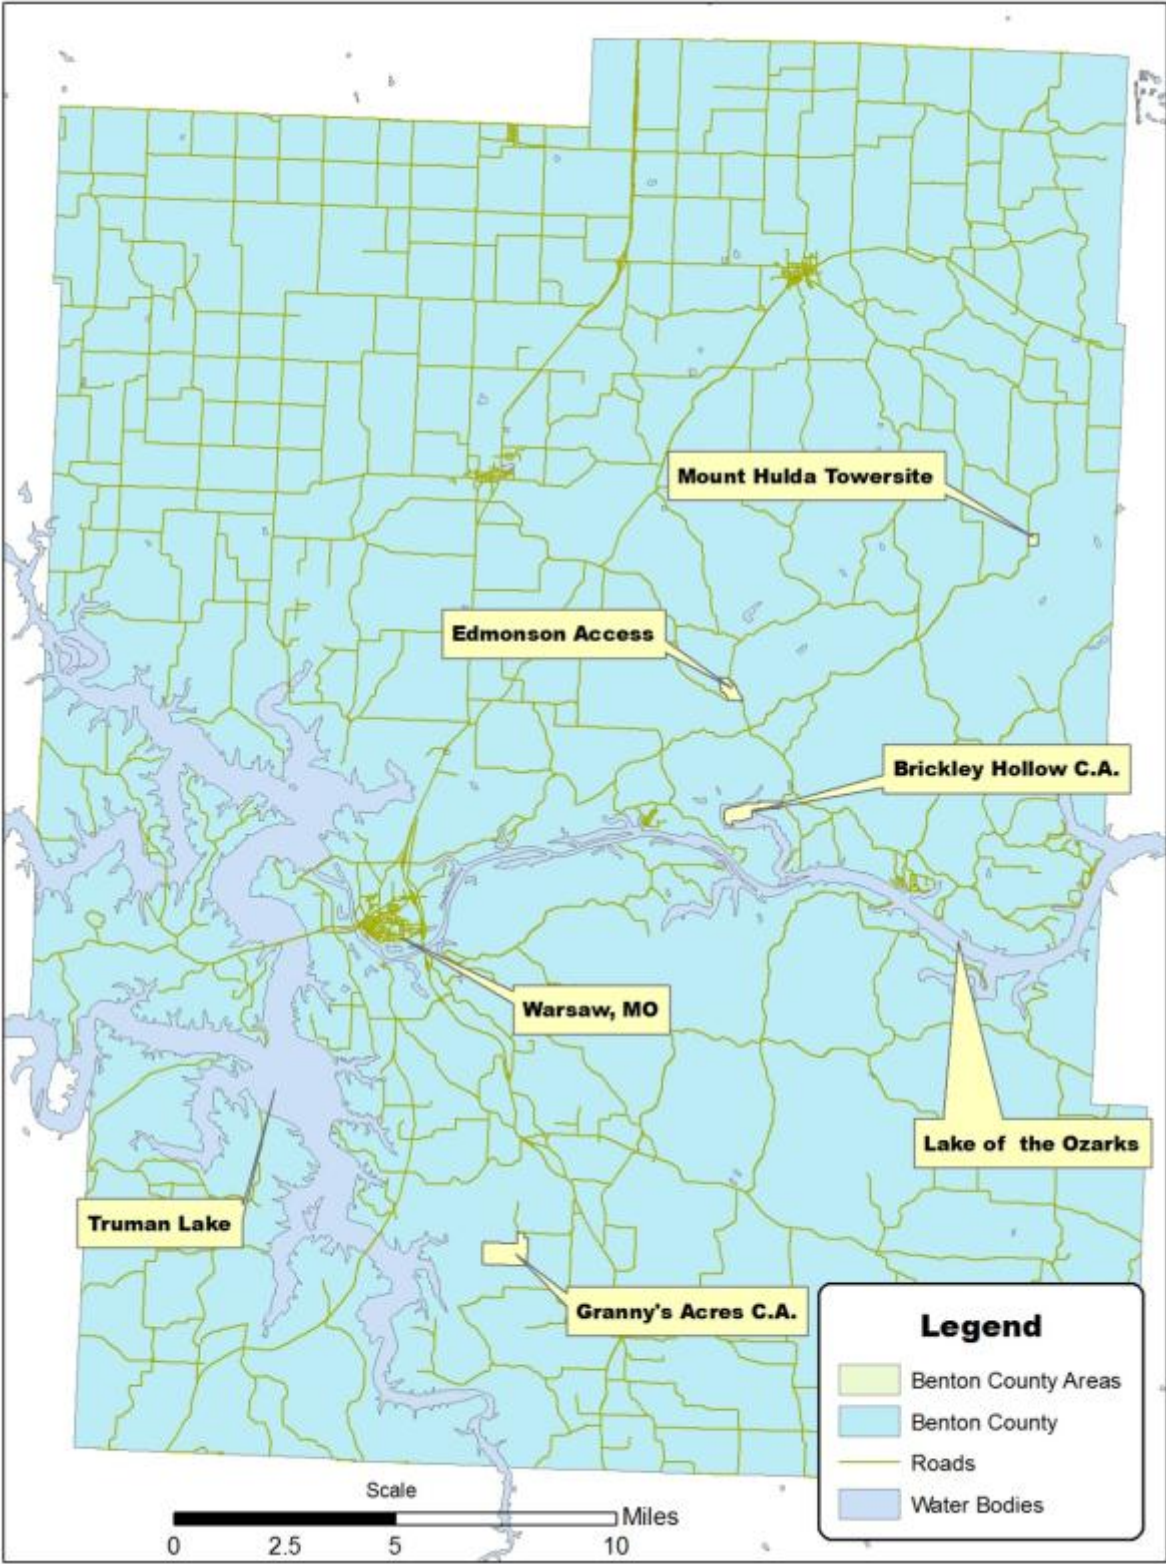 Mount Hulda Towersite
Edmonson Access
Brickley Hollow C.A.
Warsaw, MO
Lake of the Ozarks
Truman Lake
Granny's Acres C.A.
Legend
Benton County Areas
Benton County
Roads
Water Bodies
Scale
Miles
0 2.5 5 10